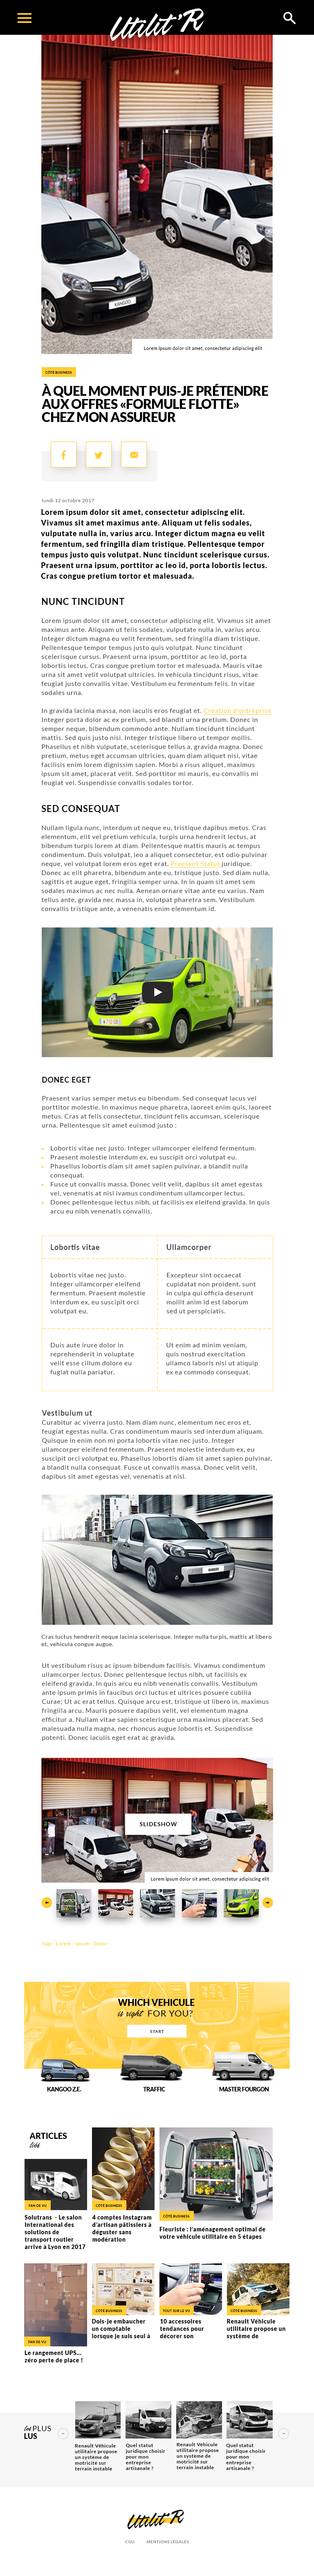 Utilit'R
Lorem ipsum dolor sit amet, consectetur adipiscing elit
CÔTÉ BUSINESS
À QUEL MOMENT PUIS-JE PRÉTENDRE
AUX OFFRES «FORMULE FLOTTE»
CHEZ MON ASSUREUR
lundi 12 octobre 2017
Lorem ipsum dolor sit amet, consectetur adipiscing elit.
Vivamus sit amet maximus ante. Aliquam ut felis sodales,
vulputate nulla in, varius arcu. Integer dictum magna eu velit
fermentum, sed fringilla diam tristique. Pellentesque tempor
tempus justo quis volutpat. Nunc tincidunt scelerisque cursus.
Praesent urna ipsum, porttitor ac leo id, porta lobortis lectus.
Cras congue pretium tortor et malesuada.
NUNC TINCIDUNT
Lorem ipsum dolor sit amet, consectetur adipiscing elit. Vivamus sit amet
maximus ante. Aliquam ut felis sodales, vulputate nulla in, varius arcu.
Integer dictum magna eu velit fermentum, sed fringilla diam tristique.
Pellentesque tempor tempus justo quis volutpat. Nunc tincidunt
scelerisque cursus. Praesent urna ipsum, porttitor ac leo id, porta
lobortis lectus. Cras congue pretium tortor et malesuada. Mauris vitae
urna sit amet velit volutpat ultricies. In vehicula tincidunt risus, vitae
feugiat justo convallis vitae. Vestibulum eu fermentum felis. In vitae
sodales urna.
In gravida lacinia massa, non iaculis eros feugiat et. Création d'entreprise
Integer porta dolor ac ex pretium, sed blandit urna pretium. Donec in
semper neque, bibendum commodo ante. Nullam tincidunt tincidunt
mattis. Sed quis justo nisi. Integer tristique libero ut tempor mollis.
Phasellus et nibh vulputate, scelerisque tellus a, gravida magna. Donec
pretium, metus eget accumsan ultricies, quam diam aliquet nisi, vitae
facilisis enim lorem dignissim sapien. Morbi a risus aliquet, maximus
ipsum sit amet, placerat velit. Sed porttitor mi mauris, eu convallis mi
feugiat vel. Suspendisse convallis sodales tortor.
SED CONSEQUAT
Nullam ligula nunc, interdum ut neque eu, tristique dapibus metus. Cras
elementum, elit vel pretium vehicula, turpis urna hendrerit lectus, at
bibendum lorem turpis at diam. Pellentesque mattis mauris ac tempus
condimentum. Duis volutpat, leo a aliquet consectetur, est odio pulvinar
neque, vel volutpat lorem eros eget erat. Praesent Statut juridique.
Donec ac elit pharetra, bibendum ante eu, tristique justo. Sed diam nulla,
sagittis et augue eget, fringilla semper urna. In in quam sit amet sem
sodales maximus ac nec nulla. Aenean ornare vitae ante eu varius. Nam
tellus ante, gravida nec massa in, volutpat pharetra sem. Vestibulum
convallis tristique ante, a venenatis enim elementum id.
DONEC EGET
Praesent varius semper metus eu bibendum. Sed consequat lacus vel
porttitor molestie. In maximus neque pharetra, laoreet enim quis, laoreet
metus. Cras at felis consectetur, tincidunt felis accumsan, scelerisque
urna. Pellentesque sit amet euismod justo :
Lobortis vitae nec justo. Integer ullamcorper eleifend fermentum.
Praesent molestie interdum ex, eu suscipit orci volutpat eu.
Phasellus lobortis diam sit amet sapien pulvinar, a blandit nulla
consequat.
Fusce ut convallis massa. Donec velit velit, dapibus sit amet egestas
vel, venenatis at nisl ivamus condimentum ullamcorper lectus.
Donec pellentesque lectus nibh, ut facilisis ex eleifend gravida. In quis
arcu eu nibh venenatis convallis.
Lobortis vitae
Ullamcorper
Lobortis vitae nec justo.
Integer ullamcorper eleifend
fermentum. Praesent molestie
interdum ex, eu suscipit orci
volutpat eu.
Excepteur sint occaecat
cupidatat non proident, sunt
in culpa qui officia deserunt
mollit anim id est laborum
sed ut perspiciatis.
Duis aute irure dolor in
reprehenderit in voluptate
velit esse cillum dolore eu
fugiat nulla pariatur.
Ut enim ad minim veniam,
quis nostrud exercitation
ullamco laboris nisi ut aliquip
ex ea commodo consequat.
Vestibulum ut
Curabitur ac viverra justo. Nam diam nunc, elementum nec eros et,
feugiat egestas nulla. Cras condimentum mauris sed interdum aliquam.
Quisque in enim non mi porta lobortis vitae nec justo. Integer
ullamcorper eleifend fermentum. Praesent molestie interdum ex, eu
suscipit orci volutpat eu. Phasellus lobortis diam sit amet sapien pulvinar,
a blandit nulla consequat. Fusce ut convallis massa. Donec velit velit,
dapibus sit amet egestas vel, venenatis at nisl.
Cras luctus hendrerit neque lacinia scelerisque. Integer nulla turpis, mattis at libero
et, vehicula congue augue.
Ut vestibulum risus ac ipsum bibendum facilisis. Vivamus condimentum
ullamcorper lectus. Donec pellentesque lectus nibh, ut facilisis ex
eleifend gravida. In quis arcu eu nibh venenatis convallis. Vestibulum
ante ipsum primis in faucibus orci luctus et ultrices posuere cubilia
Curae; Ut ac erat tellus. Quisque arcu est, tristique ut libero in, maximus
fringilla arcu. Mauris posuere dapibus velit, vel elementum magna
efficitur a. Nullam vitae sapien scelerisque urna maximus placerat. Sed
malesuada nulla magna, nec rhoncus augue lobortis et. Suspendisse
potenti. Donec iaculis eget erat ac gravida.
SLIDESHOW
Lorem ipsum dolor sit amet, consectetur adipiscing elit
Tags : Lorem - Ipsum - Dolor
WHICH VEHICULE
is right FOR YOU?
START
KANGOO Z.E.
TRAFFIC
MASTER FOURGON
ARTICLES
liés
FAN DE VU
Solutrans - Le salon
international des
solutions de
transport routier
arrive à Lyon en 2017
CÔTÉ BUSINESS
4 comptes Instagram
d'artisan pâtissiers à
déguster sans
modération
CÔTÉ BUSINESS
Fleuriste : l'aménagement optimal de
votre véhicule utilitaire en 5 étapes
FAN DE VU
Le rangement UPS...
zéro perte de place !
CÔTÉ BUSINESS
Dois-je embaucher
un comptable
lorsque je suis seul à
TOUT SUR LE VU
10 accessoires
tendances pour
décorer son
CÔTÉ BUSINESS
Renault Véhicule
utilitaire propose un
système de
les PLUS
LUS
Renault Véhicule
utilitaire propose
un système de
motricité sur
terrain instable
Quel statut
juridique choisir
pour mon
entreprise
artisanale ?
Renault Véhicule
utilitaire propose
un système de
motricité sur
terrain instable
Quel statut
juridique choisir
pour mon
entreprise
artisanale ?
Utilit'R
CGU
MENTIONS LÉGALES